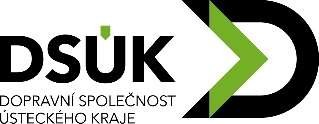 DSÚK
DOPRAVNÍ SPOLEČNOST
ÚSTECKÉHO KRAJE